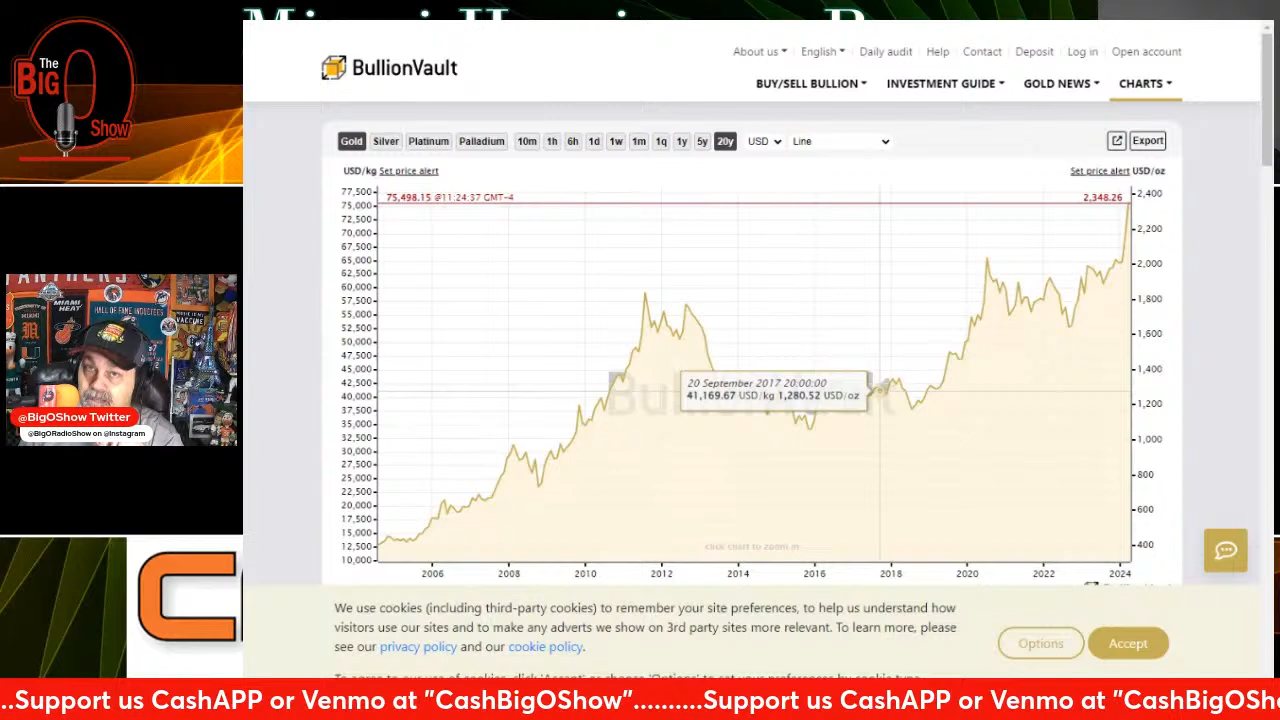 The
BigO
Show
PANTHERS
MIAMI
HEAT
HALL OF FAME INDUCTEES
VACCINE
@BigOShow Twitter
@BigORadioShow on @Instagram
BullionVault
About us
English
Daily audit
Help
Contact
Deposit
Log in
Open account
BUY/SELL BULLION
INVESTMENT GUIDE
GOLD NEWS
CHARTS
Gold
Silver
Platinum
Palladium
10m
1h
6h
1d
1w
1m
1q
1y
5y
20y
USD
Line
Export
USD/kg Set price alert
Set price alert USD/oz
75,498.15 @11:24:37 GMT-4
2,348.26
77,500
75,000
72,500
70,000
67,500
65,000
62,500
60,000
57,500
55,000
52,500
50,000
47,500
45,000
42,500
40,000
37,500
35,000
32,500
30,000
27,500
25,000
22,500
20,000
17,500
15,000
12,500
10,000
2,400
2,200
2,000
1,800
1,600
1,400
1,200
1,000
800
600
400
20 September 2017 20:00:00
41,169.67 USD/kg 1,280.52 USD/oz
click chart to zoom in
2006
2008
2010
2012
2014
2016
2018
2020
2022
2024
We use cookies (including third-party cookies) to remember your site preferences, to help us understand how
visitors use our sites and to make any adverts we show on 3rd party sites more relevant. To learn more, please
see our privacy policy and our cookie policy.
Options
Accept
..Support us CashAPP or Venmo at "CashBigOShow"..........Support us CashAPP or Venmo at "CashBigOSh